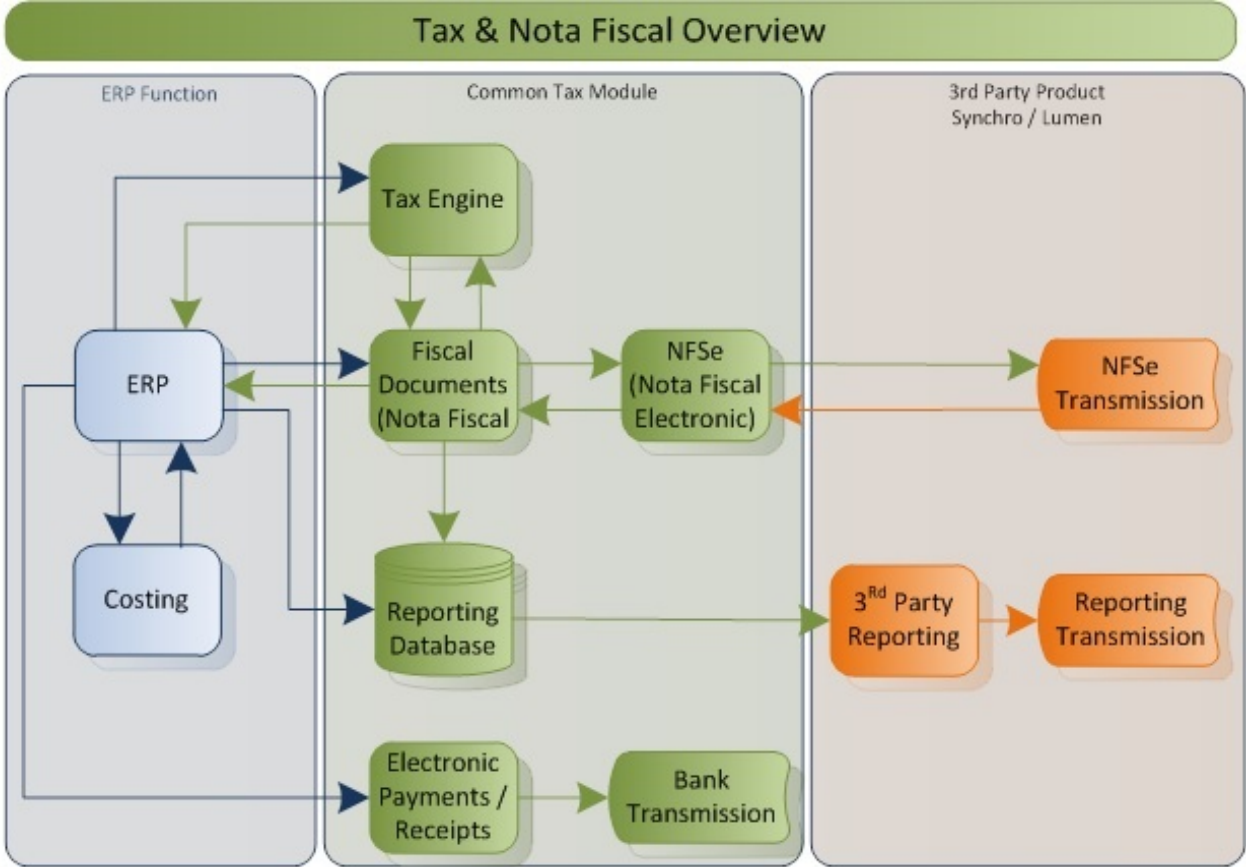 Tax & Nota Fiscal Overview
ERP Function
Common Tax Module
3rd Party Product
Synchro / Lumen
Tax Engine
ERP
Fiscal
Documents
(Nota Fiscal
NFSe
(Nota Fiscal
Electronic)
NFSe
Transmission
Costing
Reporting
Database
3Rd Party
Reporting
Reporting
Transmission
Electronic
Payments /
Receipts
Bank
Transmission